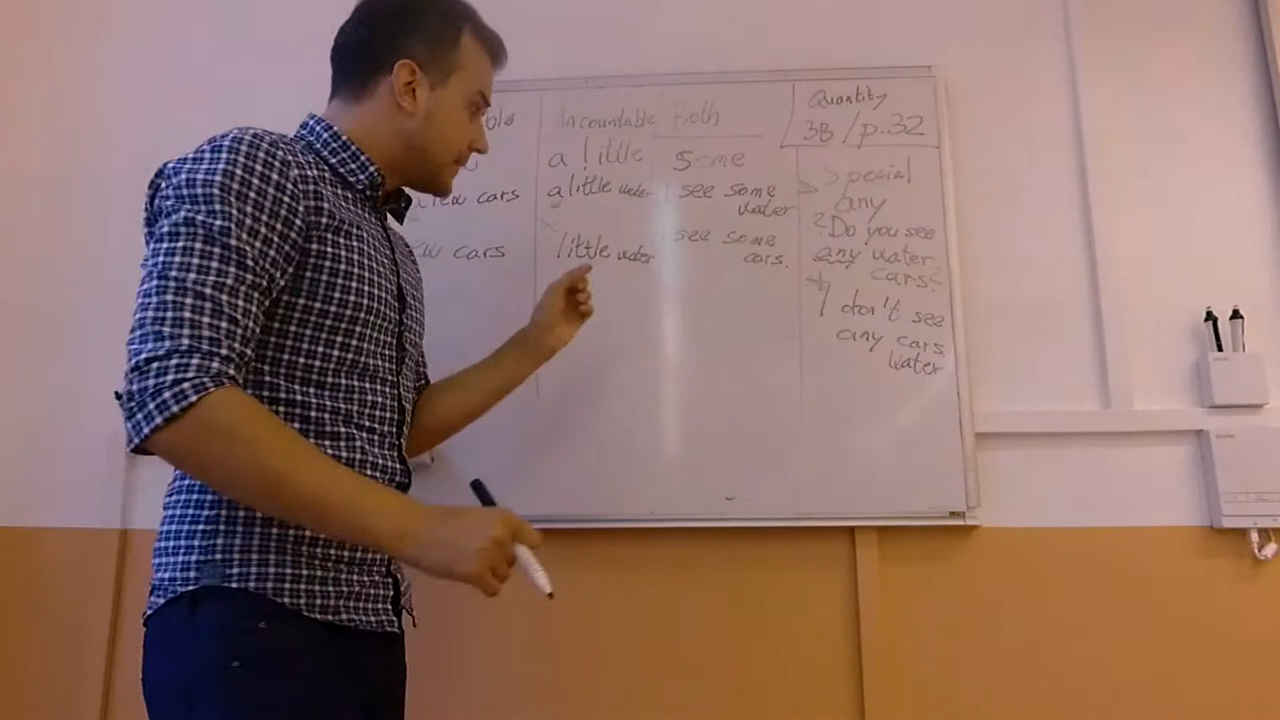 Uncountable
a little
a little water
little water
Both
see some
water
see some
cars.
Quantity
3B / p.32
Special
any
? Do you see
any water
cars?
I don't see
any cars
water
few cars
cars